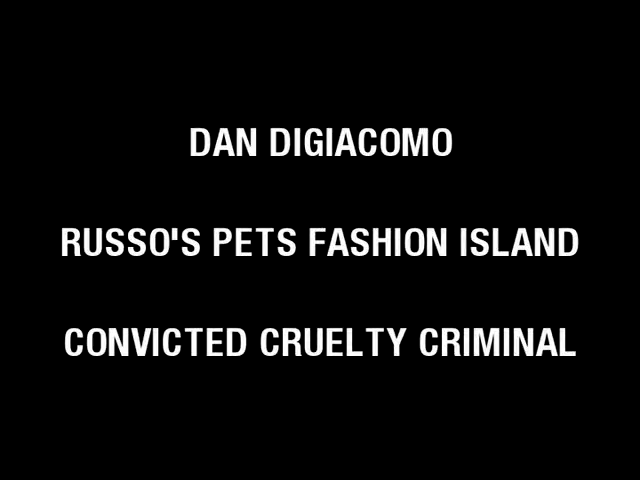 DAN DIGIACOMO
RUSSO'S PETS FASHION ISLAND
CONVICTED CRUELTY CRIMINAL